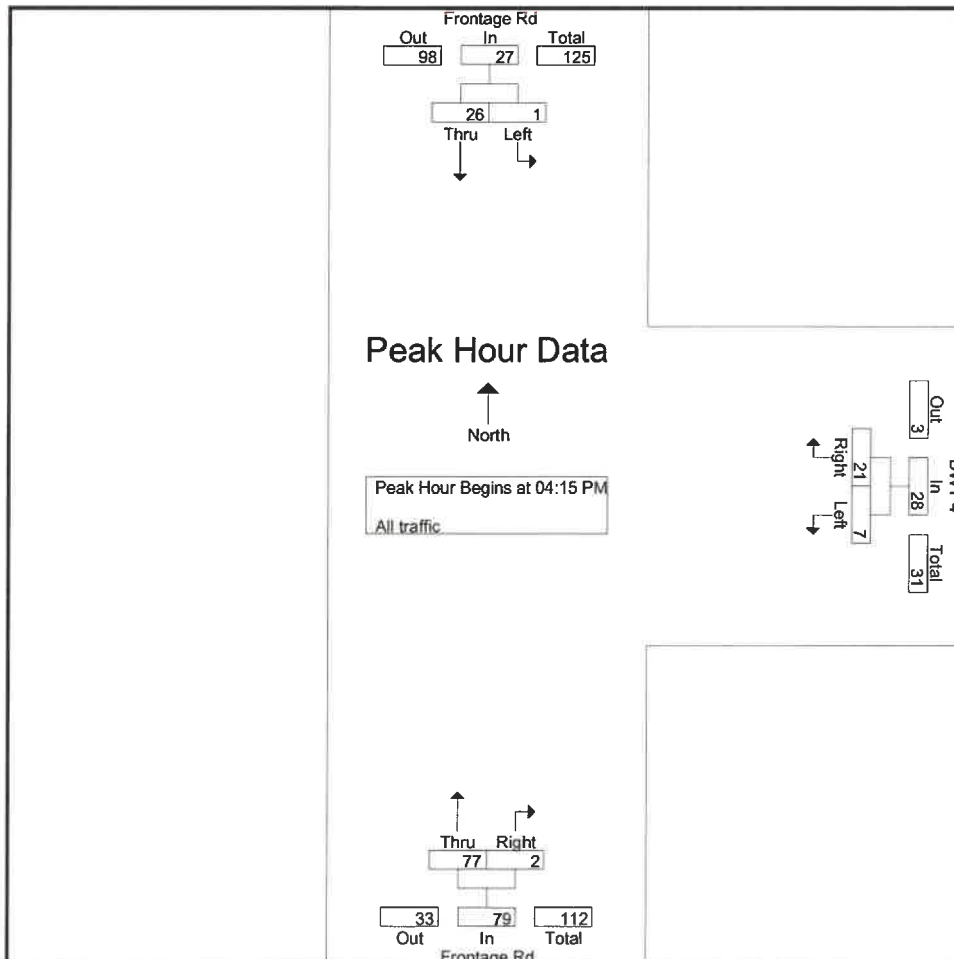 Frontage Rd
Out In Total
98 27 125
26 1
Thru Left
Peak Hour Data
North
Peak Hour Begins at 04:15 PM
All traffic
Out In Total
3 28 31
Right Left
21 7
Thru Right
77 2
33 79 112
Out In Total
Frontage Rd